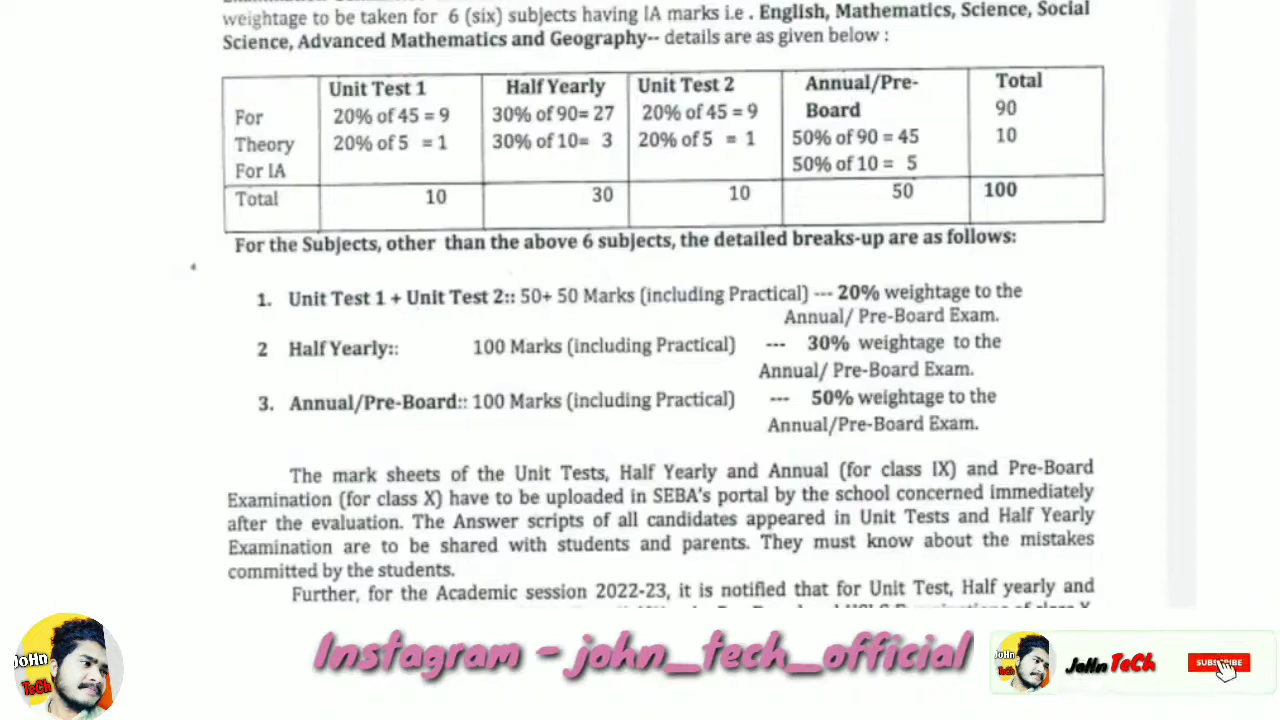 weightage to be taken for 6 (six) subjects having IA marks i.e . English, Mathematics, Science, Social
Science, Advanced Mathematics and Geography-- details are as given below :
Unit Test 1 Half Yearly Unit Test 2 Annual/Pre- Total
For 20% of 45 = 9 30% of 90= 27 20% of 45 = 9 Board 90
Theory 20% of 5 = 1 30% of 10= 3 20% of 5 = 1 50% of 90 = 45 10
For IA 50% of 10 = 5
Total 10 30 10 50 100
For the Subjects, other than the above 6 subjects, the detailed breaks-up are as follows:
1. Unit Test 1 + Unit Test 2:: 50+ 50 Marks (including Practical) --- 20% weightage to the
Annual/ Pre-Board Exam.
2 Half Yearly:: 100 Marks (including Practical) --- 30% weightage to the
Annual/ Pre-Board Exam.
3. Annual/Pre-Board:: 100 Marks (including Practical) --- 50% weightage to the
Annual/Pre-Board Exam.
The mark sheets of the Unit Tests, Half Yearly and Annual (for class IX) and Pre-Board
Examination (for class X) have to be uploaded in SEBA's portal by the school concerned immediately
after the evaluation. The Answer scripts of all candidates appeared in Unit Tests and Half Yearly
Examination are to be shared with students and parents. They must know about the mistakes
committed by the students.
Further, for the Academic session 2022-23, it is notified that for Unit Test, Half yearly and
Instagram - john_tech_official
JoHn
TeCh
JoHn
TeCh
JoHn TeCh
SUBSCRIBE